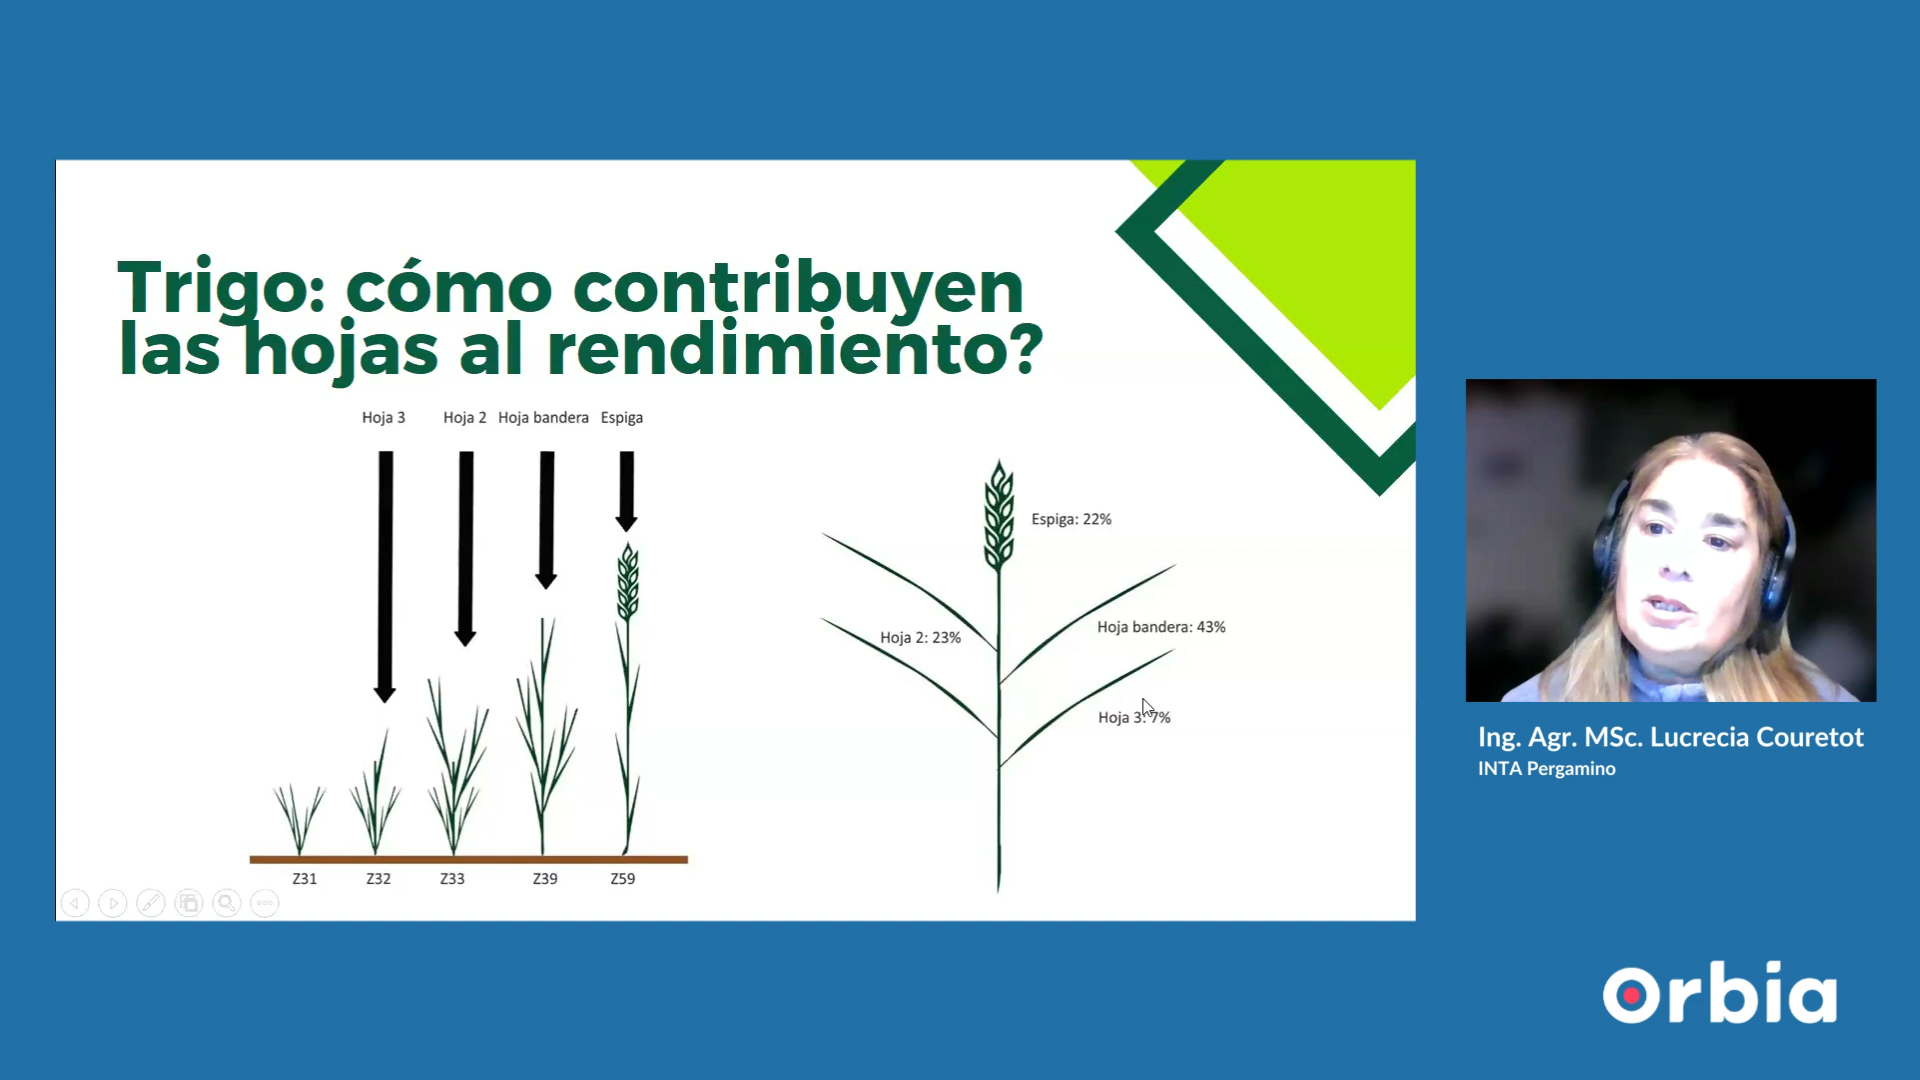 Trigo: cómo contribuyen
las hojas al rendimiento?
Hoja 3 Hoja 2 Hoja bandera Espiga
Espiga: 22%
Hoja bandera: 43%
Hoja 2: 23%
Hoja 3: 7%
Z31 Z32 Z33 Z39 Z59
Ing. Agr. MSc. Lucrecia Couretot
INTA Pergamino
Orbia